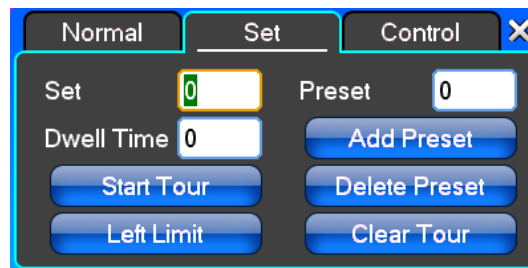 Normal Set Control
Set 0 Preset 0
Dwell Time 0 Add Preset
Start Tour Delete Preset
Left Limit Clear Tour